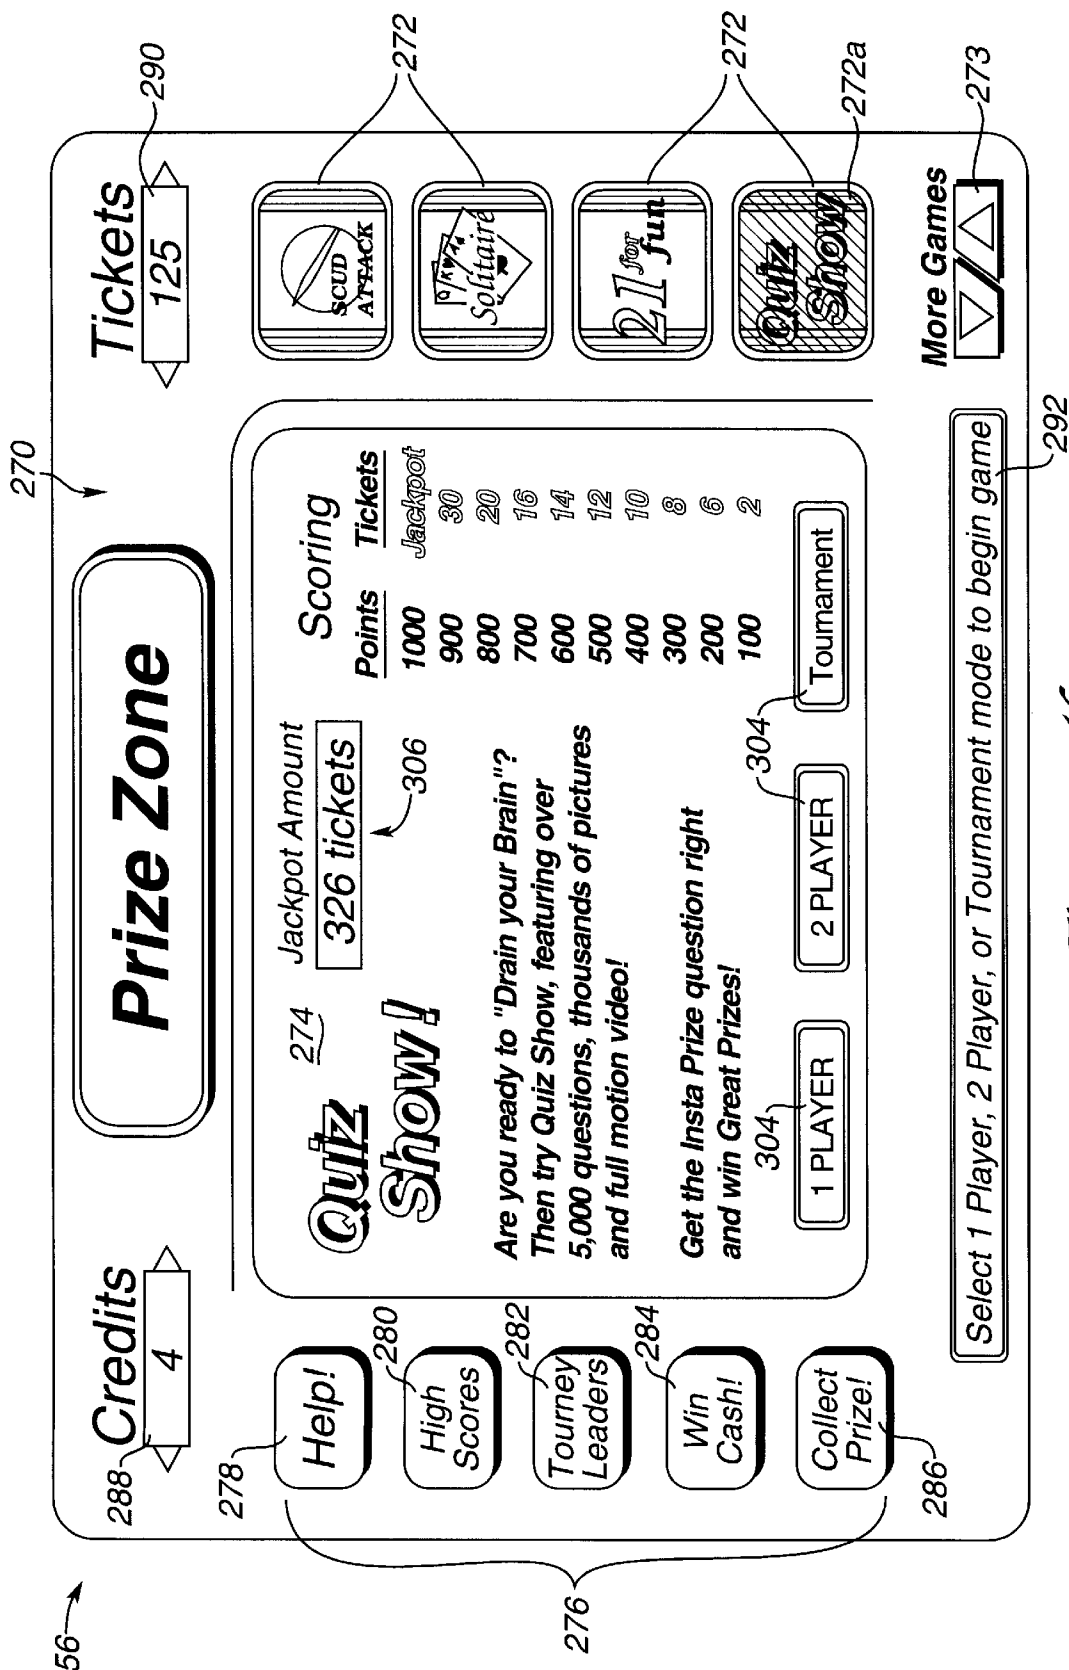 56
270
288
Credits
4
Prize Zone
Tickets
125
290
278
Help!
280
High
Scores
282
Tourney
Leaders
284
Win
Cash!
Collect
Prize!
286
276
Quiz
Show!
274
Jackpot Amount
326 tickets
306
Are you ready to "Drain your Brain"?
Then try Quiz Show, featuring over
5,000 questions, thousands of pictures
and full motion video!
Get the Insta Prize question right
and win Great Prizes!
Scoring
Points Tickets
1000 Jackpot
900 30
800 20
700 16
600 14
500 12
400 10
300 8
200 6
100 2
304
1 PLAYER
2 PLAYER
304
Tournament
272
SCUD
ATTACK
Solitaire
272
21 for
fun
Quiz
Show
272a
More Games
273
Select 1 Player, 2 Player, or Tournament mode to begin game
292